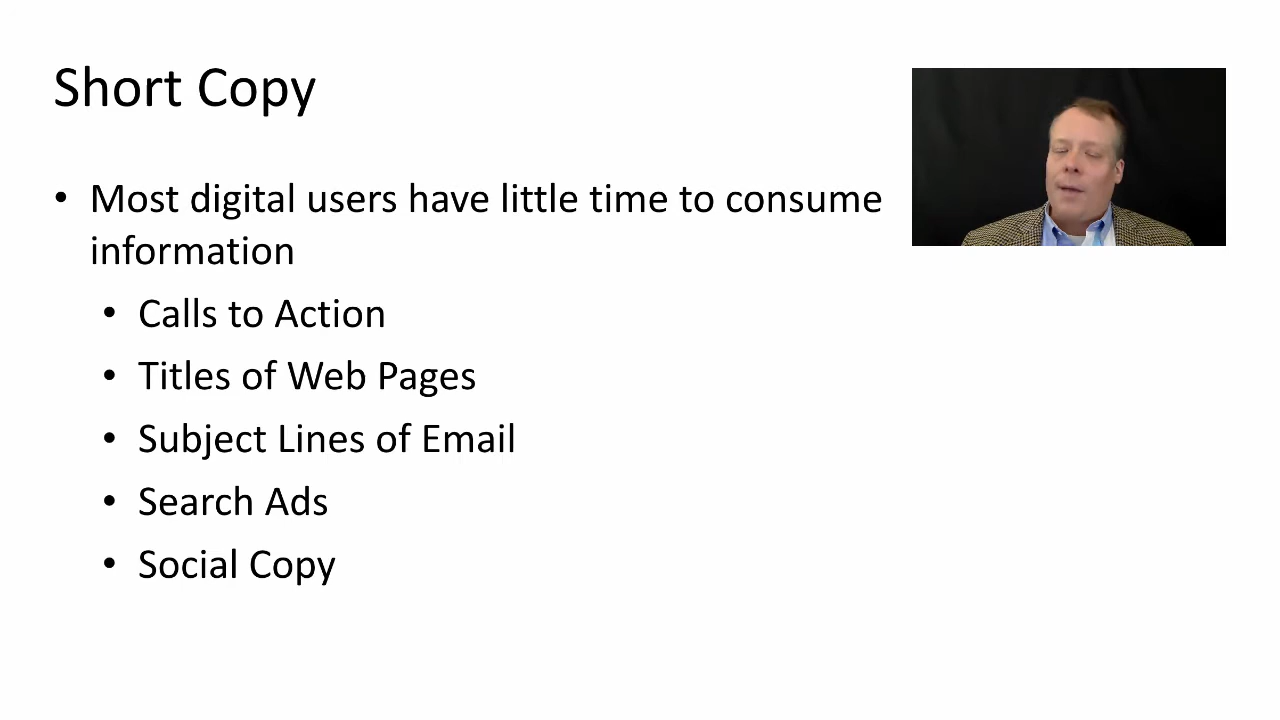 Short Copy
• Most digital users have little time to consume
information
• Calls to Action
• Titles of Web Pages
• Subject Lines of Email
• Search Ads
• Social Copy